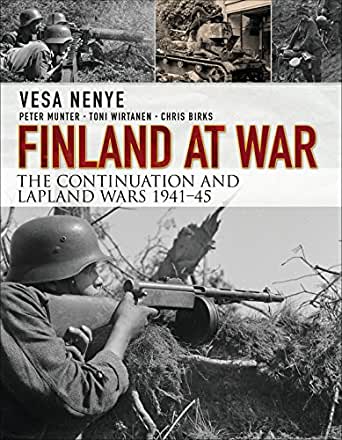 VESA NENYE
PETER MUNTER • TONI WIRTANEN • CHRIS BIRKS
FINLAND AT WAR
THE CONTINUATION AND
LAPLAND WARS 1941–45